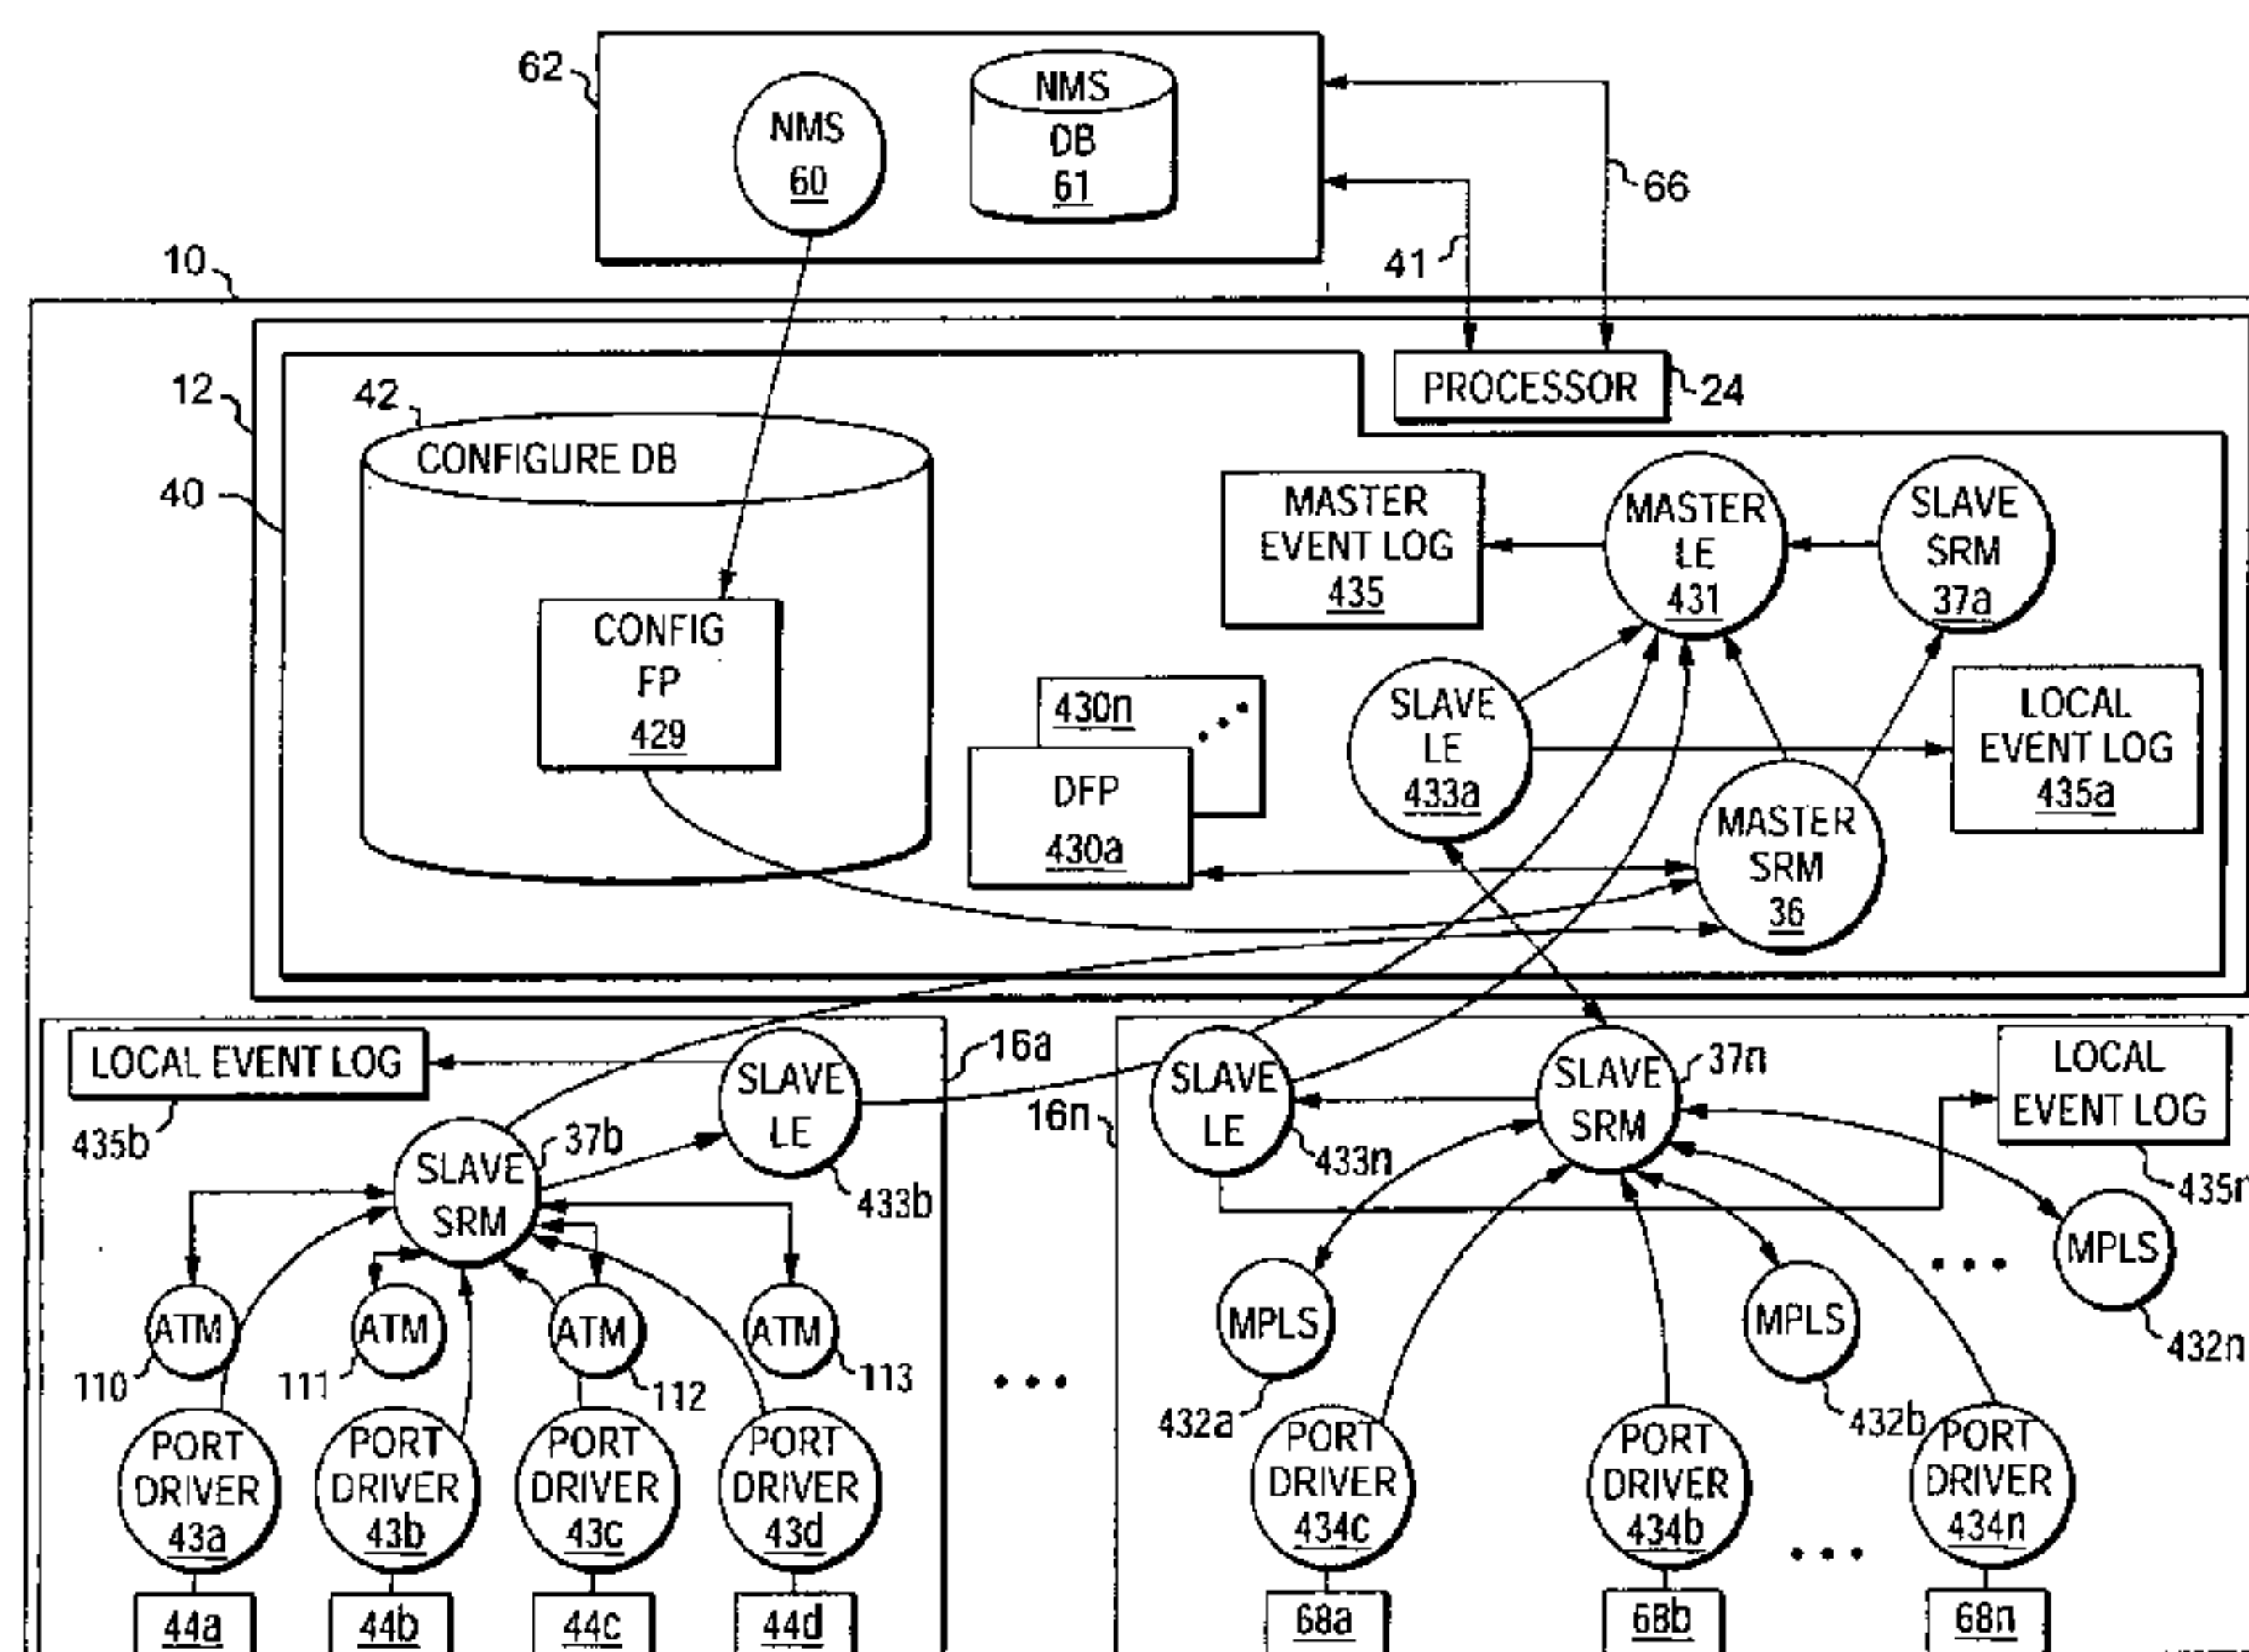 62
NMS
60
NMS
DB
61
66
41
10
12
42
CONFIGURE DB
PROCESSOR
24
40
MASTER
EVENT LOG
435
MASTER
LE
431
SLAVE
SRM
37a
CONFIG
FP
429
430n
DFP
430a
SLAVE
LE
433a
LOCAL
EVENT LOG
435a
MASTER
SRM
36
LOCAL EVENT LOG
435b
SLAVE
LE
433b
16a
SLAVE
SRM
37b
16n
SLAVE
LE
433n
SLAVE
SRM
37n
LOCAL
EVENT LOG
435n
ATM
110
ATM
111
ATM
112
ATM
113
MPLS
432a
MPLS
432b
MPLS
432n
PORT
DRIVER
43a
PORT
DRIVER
43b
PORT
DRIVER
43c
PORT
DRIVER
43d
PORT
DRIVER
434c
PORT
DRIVER
434b
PORT
DRIVER
434n
44a
44b
44c
44d
68a
68b
68n